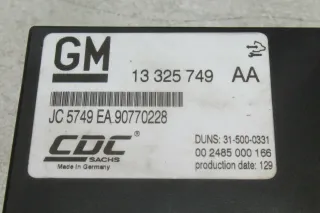 GM
13 325 749 AA
JC 5749 EA.90770228
CDC
SACHS
Made in Germany
DUNS: 31-500-0331
00 2485 000 166
production date: 129